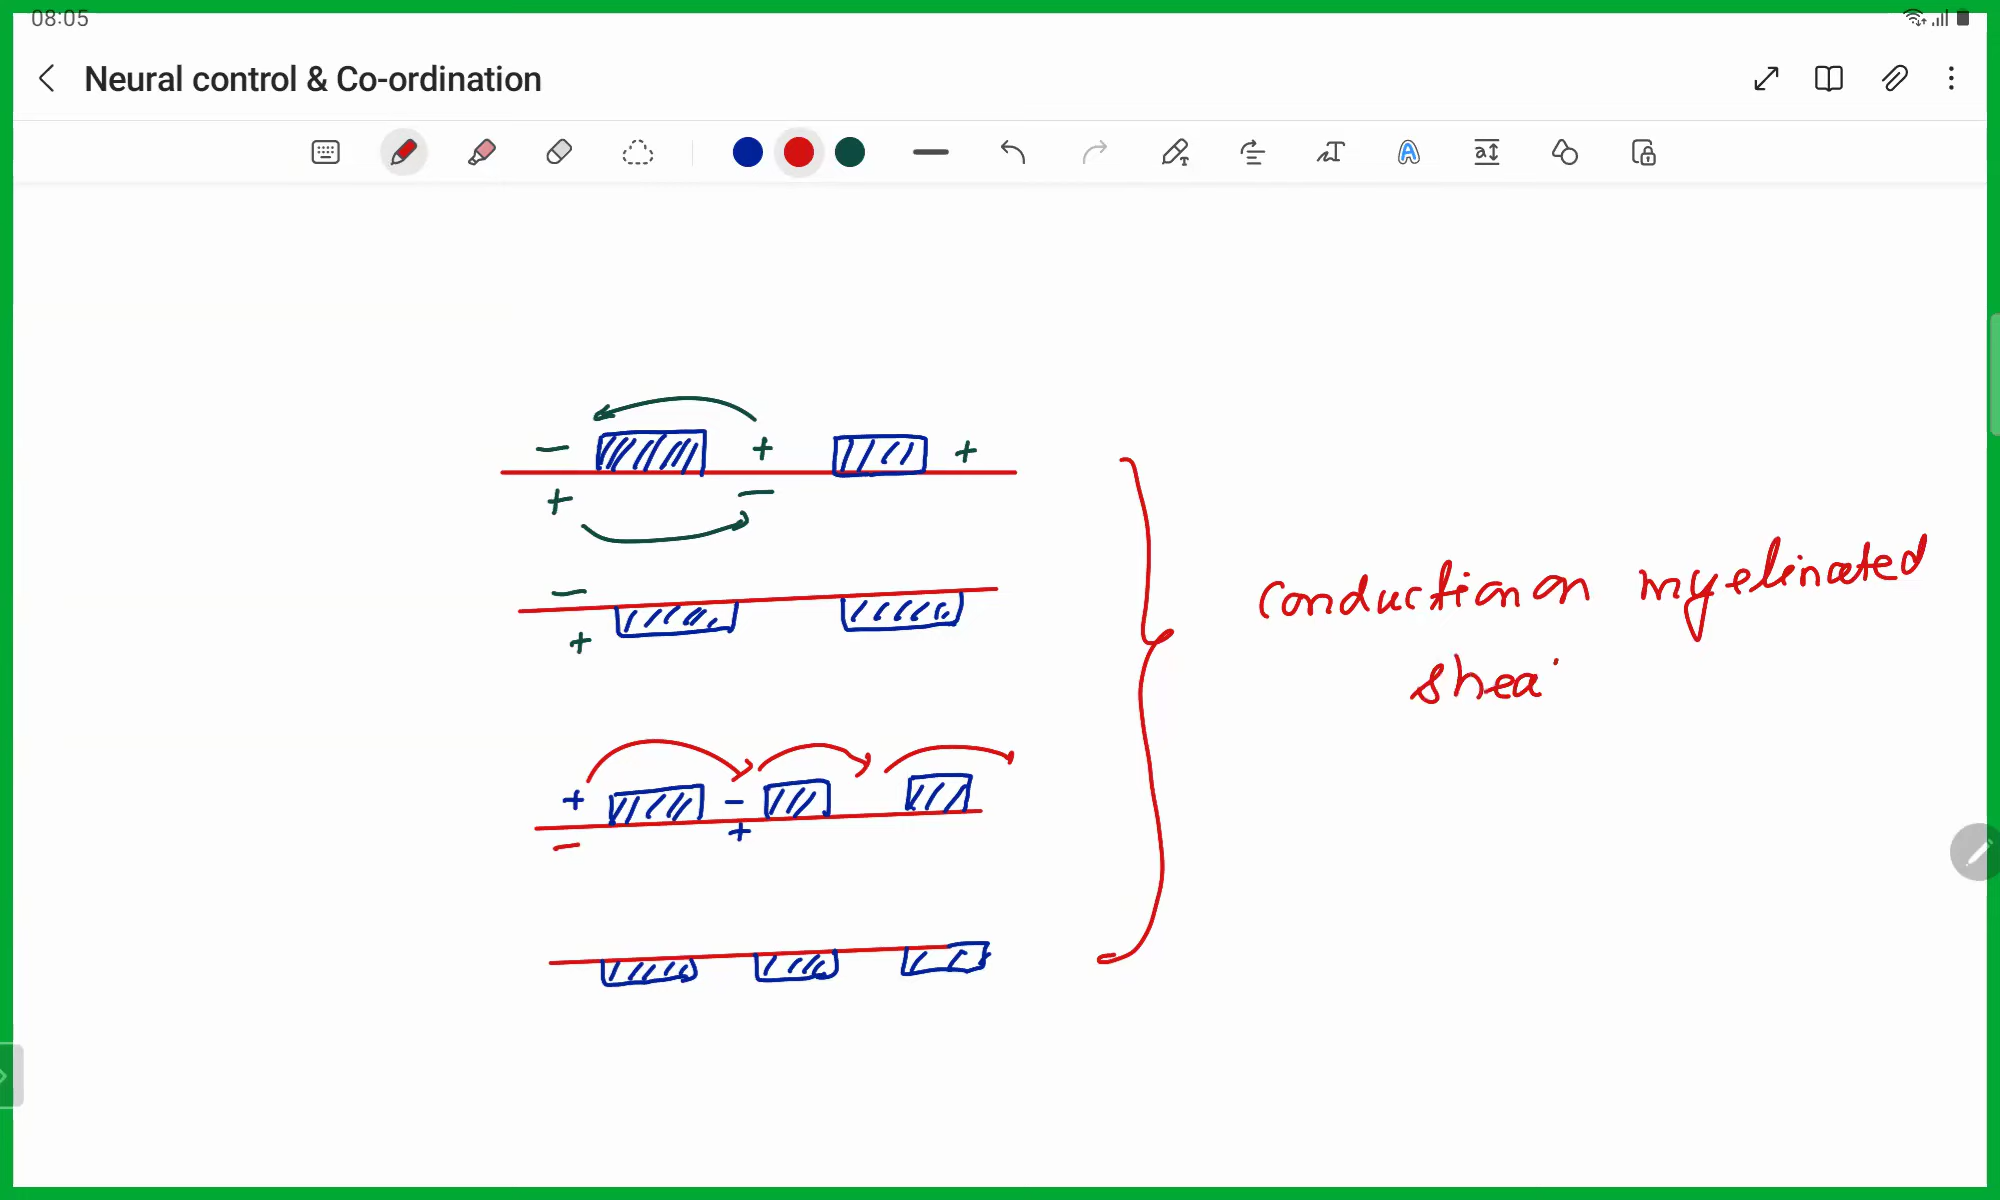 08:05
Neural control & Co-ordination
− + +
+ −
−
+
+ −
− +
conduction on myelinated
shea